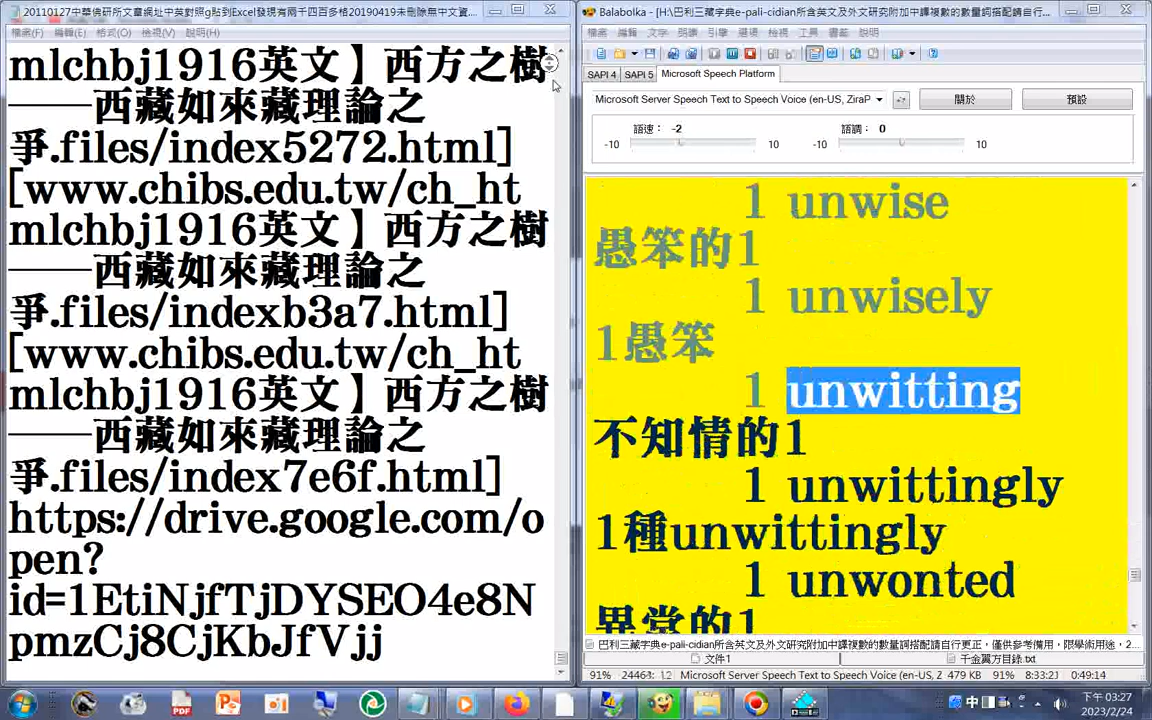 20110127中華佛研所文章網址中英對照g點到Excel發現有兩千四百多格20190419未刪除無中文資...
檔案(F) 編輯(E) 格式(O) 檢視(V) 說明(H)
mlchbj1916英文】西方之樹
——西藏如來藏理論之
爭.files/index5272.html]
[www.chibs.edu.tw/ch_ht
mlchbj1916英文】西方之樹
——西藏如來藏理論之
爭.files/indexb3a7.html]
[www.chibs.edu.tw/ch_ht
mlchbj1916英文】西方之樹
——西藏如來藏理論之
爭.files/index7e6f.html]
https://drive.google.com/o
pen?
id=1EtiNjfTjDYSEO4e8N
pmzCj8CjKbJfVjj
Balabolka - [H:\巴利三藏字典e-pali-cidian所含英文及外文研究附加中譯複數的數量詞搭配請自行...
檔案 編輯 文字 朗讀 引擎 選項 檢視 工具 書籤 說明
SAPI 4 SAPI 5 Microsoft Speech Platform
Microsoft Server Speech Text to Speech Voice (en-US, ZiraP
關於 預設
語速： -2 語調： 0
-10 10 -10 10
1 unwise
愚笨的1
1 unwisely
1愚笨
1 unwitting
不知情的1
1 unwittingly
1種unwittingly
1 unwonted
異常的1
巴利三藏字典e-pali-cidian所含英文及外文研究附加中譯複數的數量詞搭配請自行更正，僅供參考備用，限學術用途，2...
文件1 千金翼方目錄.txt
91% 24463: Microsoft Server Speech Text to Speech Voice (en-US, Zi 479 KB 91% 8:33:2 0:49:14
中
下午 03:27
2023/2/24